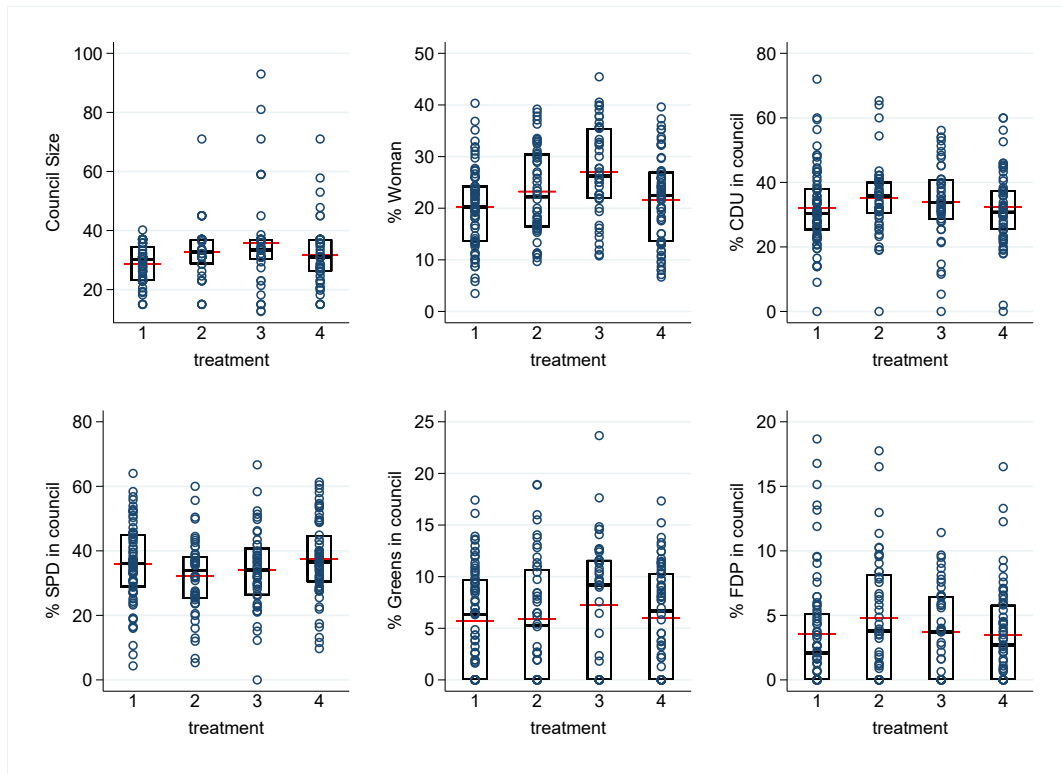 Council Size
100
80
60
40
20
1 2 3 4
treatment
% Woman
50
40
30
20
10
0
1 2 3 4
treatment
% CDU in council
80
60
40
20
0
1 2 3 4
treatment
% SPD in council
80
60
40
20
0
1 2 3 4
treatment
% Greens in council
25
20
15
10
5
0
1 2 3 4
treatment
% FDP in council
20
15
10
5
0
1 2 3 4
treatment